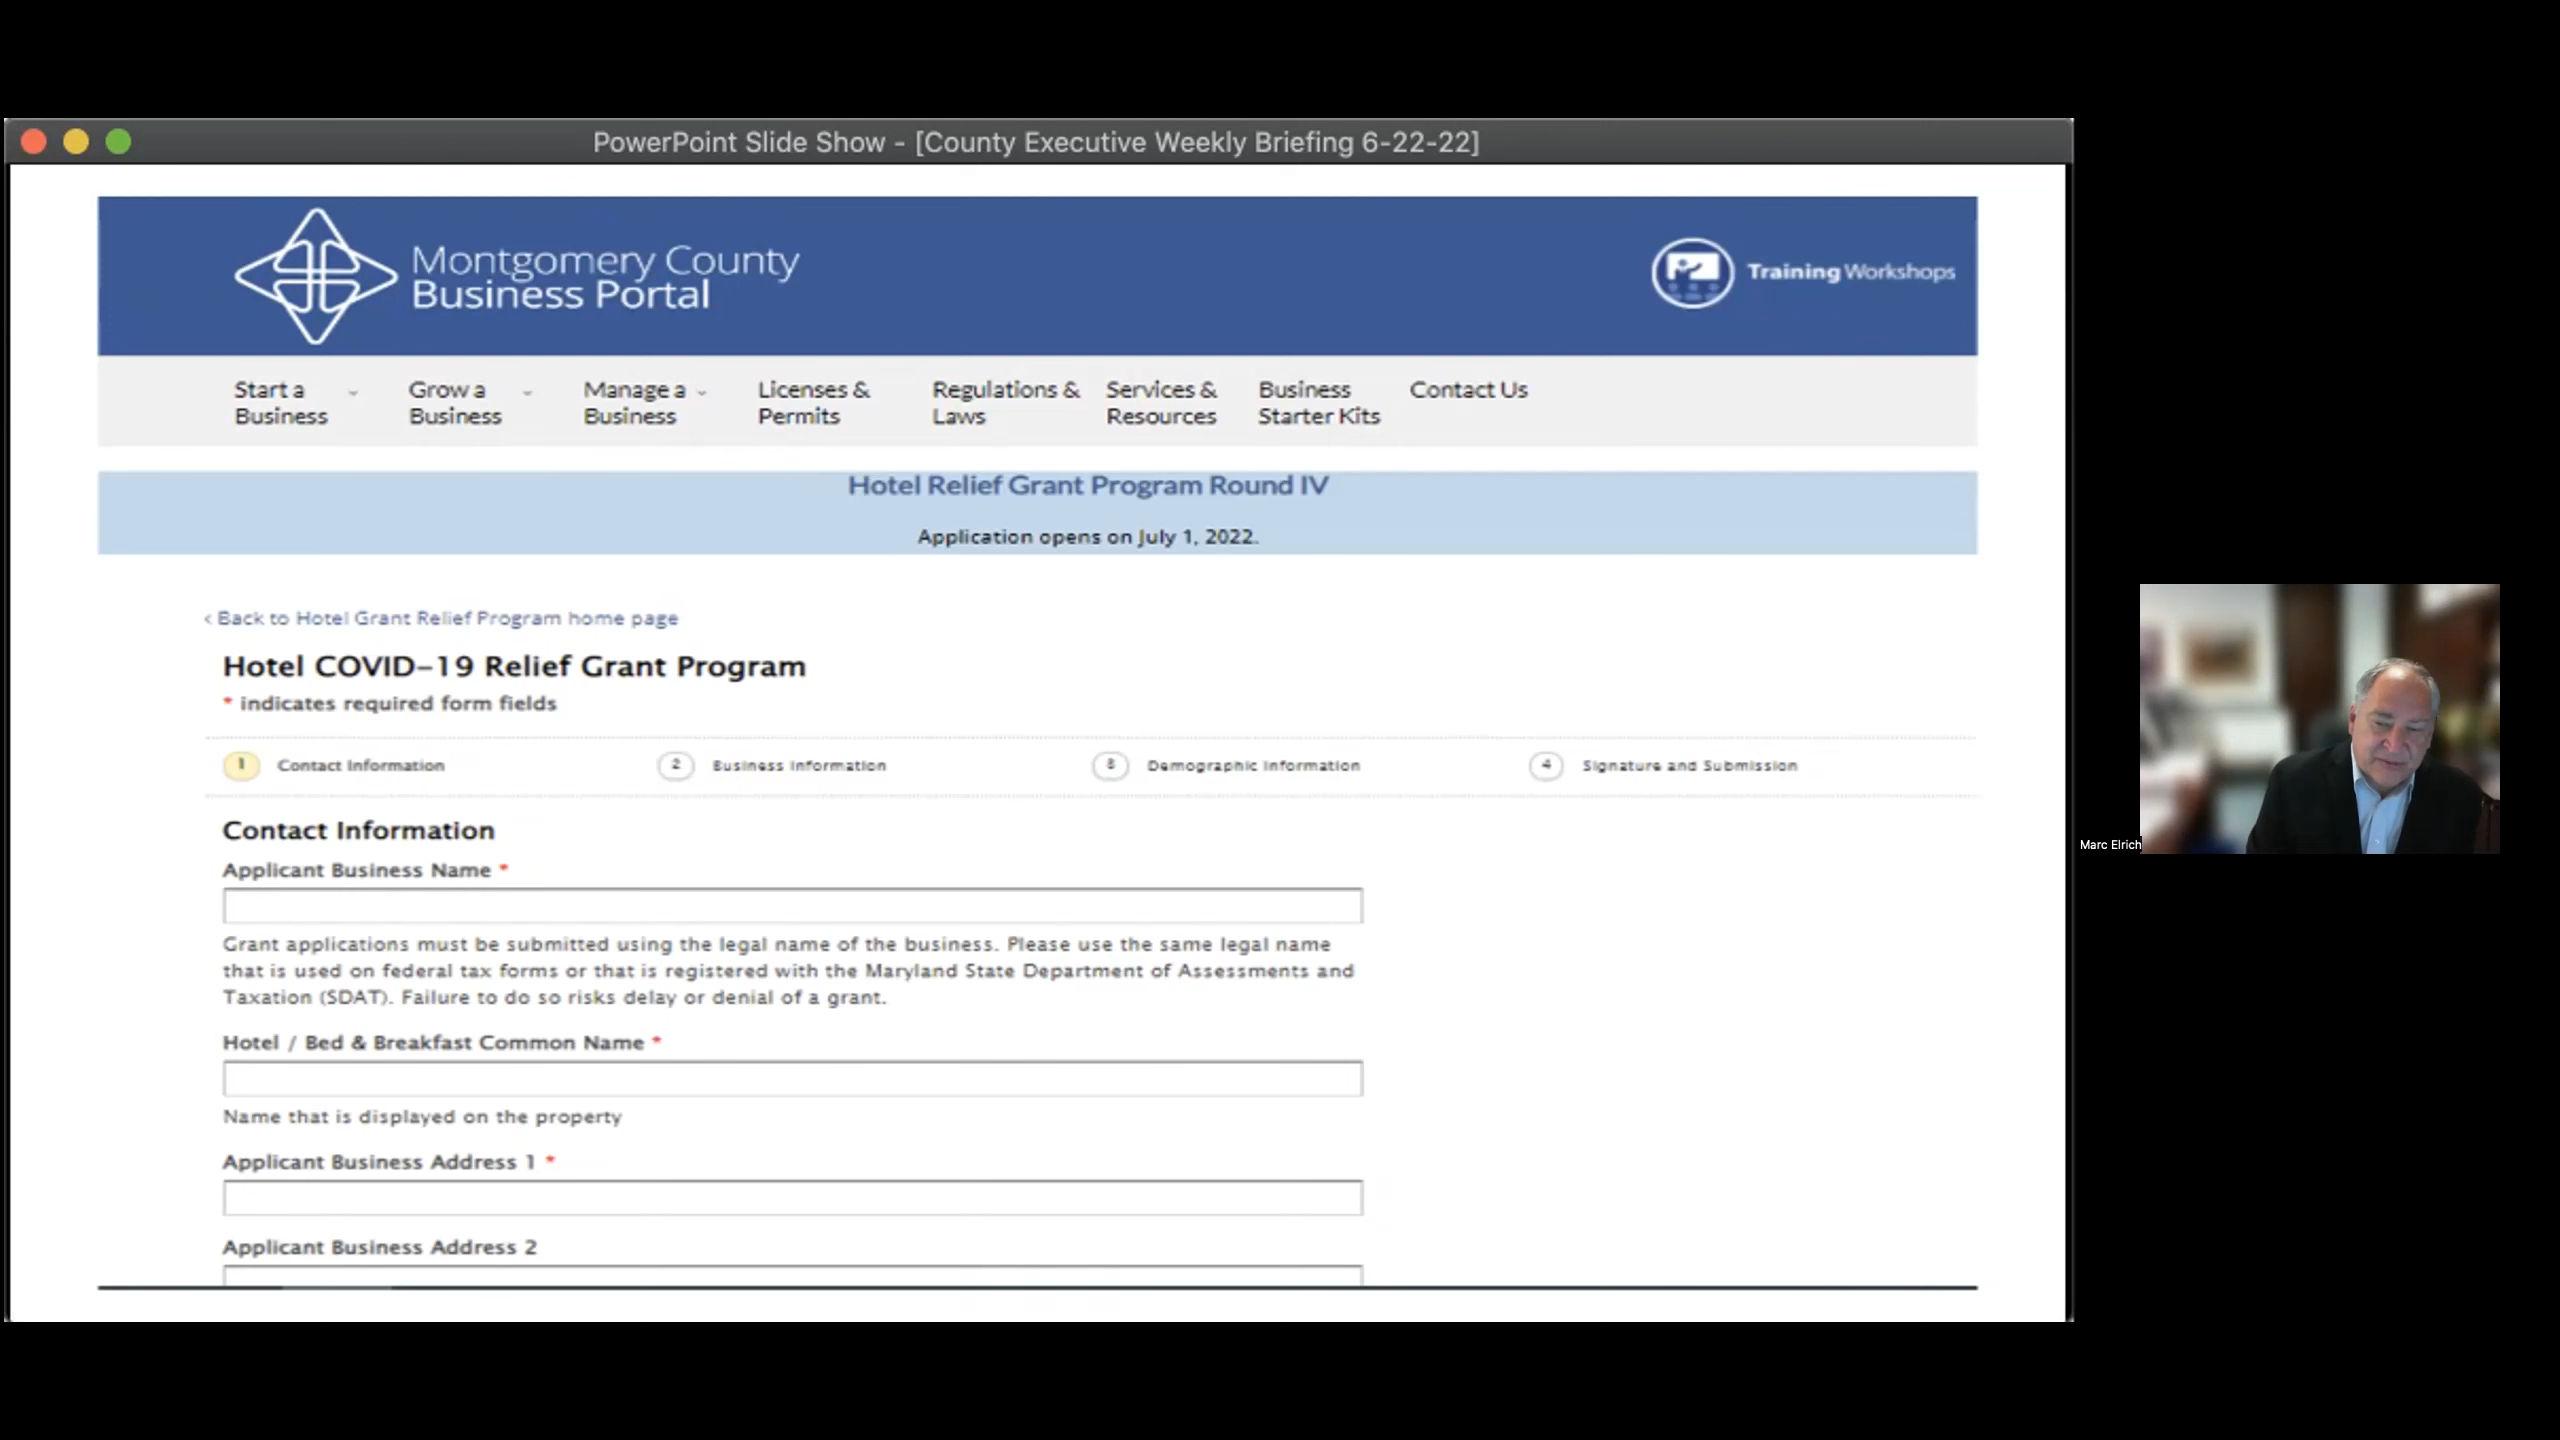 PowerPoint Slide Show - [County Executive Weekly Briefing 6-22-22]
Montgomery County
Business Portal
Training Workshops
Start a
Business
Grow a
Business
Manage a
Business
Licenses &
Permits
Regulations &
Laws
Services &
Resources
Business
Starter Kits
Contact Us
Hotel Relief Grant Program Round IV
Application opens on July 1, 2022.
< Back to Hotel Grant Relief Program home page
Hotel COVID-19 Relief Grant Program
* indicates required form fields
1 Contact Information
2 Business Information
3 Demographic Information
4 Signature and Submission
Contact Information
Applicant Business Name *
Grant applications must be submitted using the legal name of the business. Please use the same legal name
that is used on federal tax forms or that is registered with the Maryland State Department of Assessments and
Taxation (SDAT). Failure to do so risks delay or denial of a grant.
Hotel / Bed & Breakfast Common Name *
Name that is displayed on the property
Applicant Business Address 1 *
Applicant Business Address 2
Marc Elrich